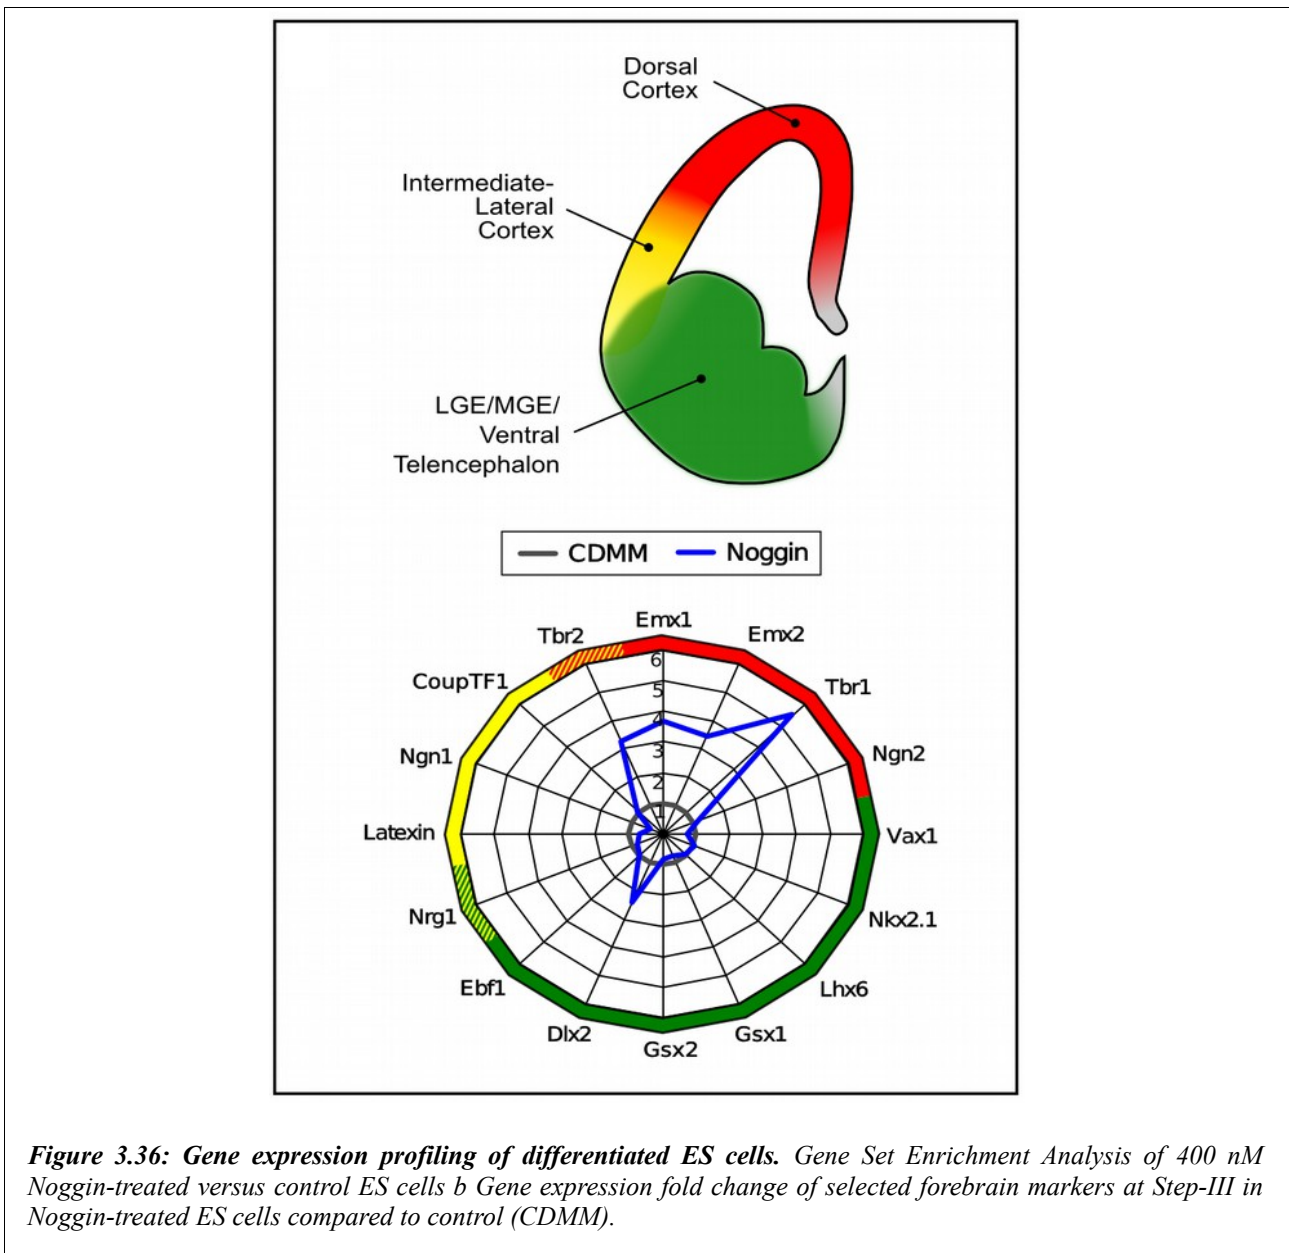 Dorsal
Cortex
Intermediate-
Lateral
Cortex
LGE/MGE/
Ventral
Telencephalon
CDMM
Noggin
Emx1
Tbr2
Emx2
CoupTF1
Tbr1
Ngn1
Ngn2
Latexin
Vax1
Nrg1
Nkx2.1
Ebf1
Lhx6
Dlx2
Gsx1
Gsx2
6
5
4
3
2
1
Figure 3.36: Gene expression profiling of differentiated ES cells. Gene Set Enrichment Analysis of 400 nM
Noggin-treated versus control ES cells b Gene expression fold change of selected forebrain markers at Step-III in
Noggin-treated ES cells compared to control (CDMM).